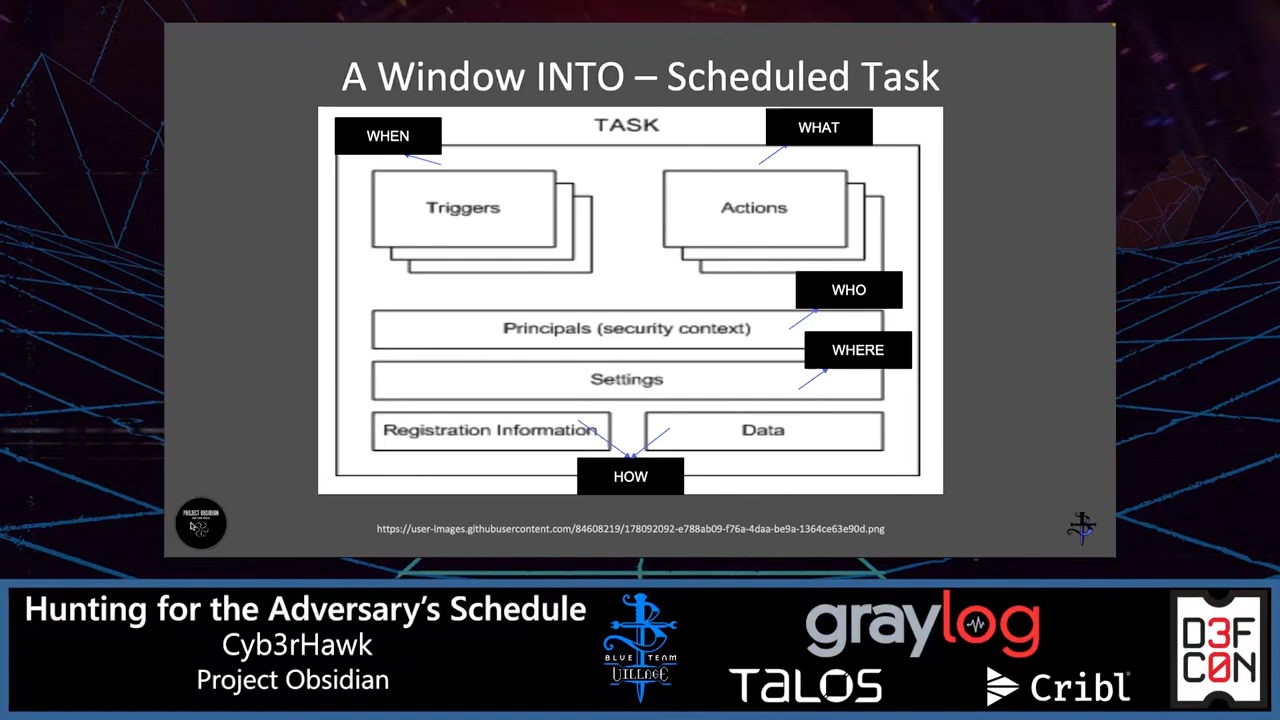 A Window INTO – Scheduled Task
TASK
WHEN
WHAT
Triggers
Actions
WHO
Principals (security context)
WHERE
Settings
Registration Information
Data
HOW
PROJECT OBSIDIAN
https://user-images.githubusercontent.com/84608219/178092092-e788ab09-f76a-4daa-be9a-1364ce63e90d.png
Hunting for the Adversary's Schedule
Cyb3rHawk
Project Obsidian
BLUE TEAM
VILLAGE
graylog
TALOS
Cribl
D3F
C0N